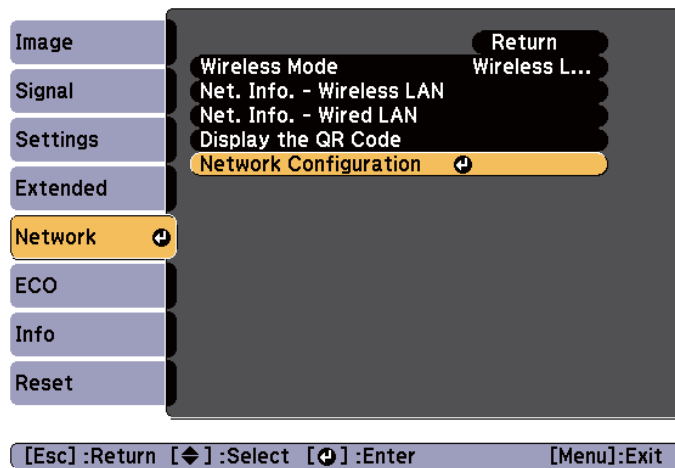 Image
Signal
Settings
Extended
Network
ECO
Info
Reset
Return
Wireless Mode Wireless L...
Net. Info. - Wireless LAN
Net. Info. - Wired LAN
Display the QR Code
Network Configuration
[Esc] :Return [◆] :Select [↵] :Enter [Menu]:Exit